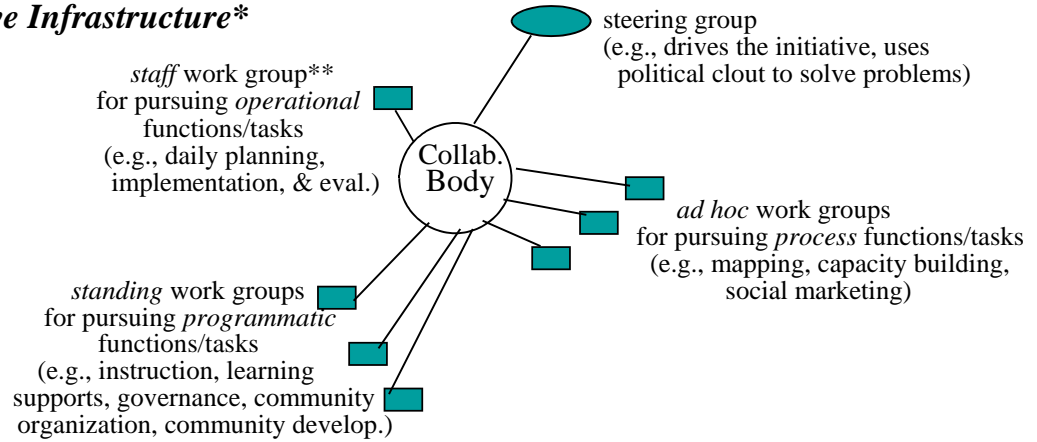 e Infrastructure*
steering group
(e.g., drives the initiative, uses
political clout to solve problems)
staff work group**
for pursuing operational
functions/tasks
(e.g., daily planning,
implementation, & eval.)
Collab.
Body
ad hoc work groups
for pursuing process functions/tasks
(e.g., mapping, capacity building,
social marketing)
standing work groups
for pursuing programmatic
functions/tasks
(e.g., instruction, learning
supports, governance, community
organization, community develop.)